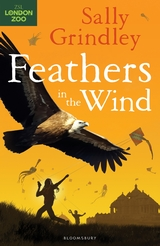 ZSL
LONDON
ZOO
Sally
Grindley
Feathers
in the Wind
BLOOMSBURY